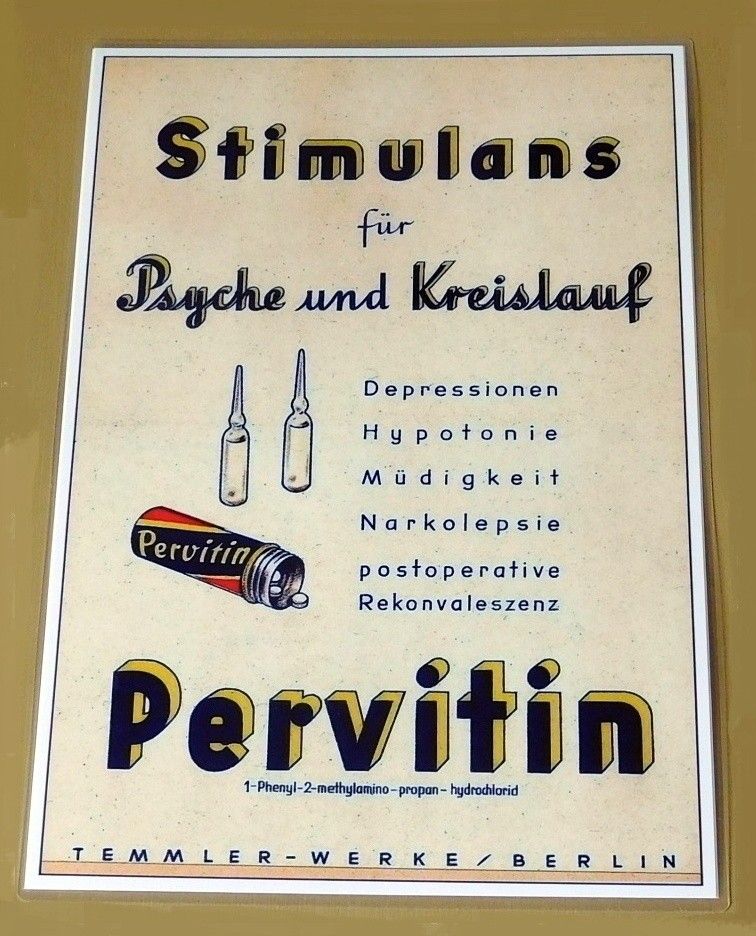 Stimulans
für
Psyche und Kreislauf
Depressionen
Hypotonie
Müdigkeit
Narkolepsie
postoperative
Rekonvaleszenz
Pervitin
Pervitin
1-Phenyl-2-methylamino-propan-hydrochlorid
TEMMLER-WERKE/BERLIN